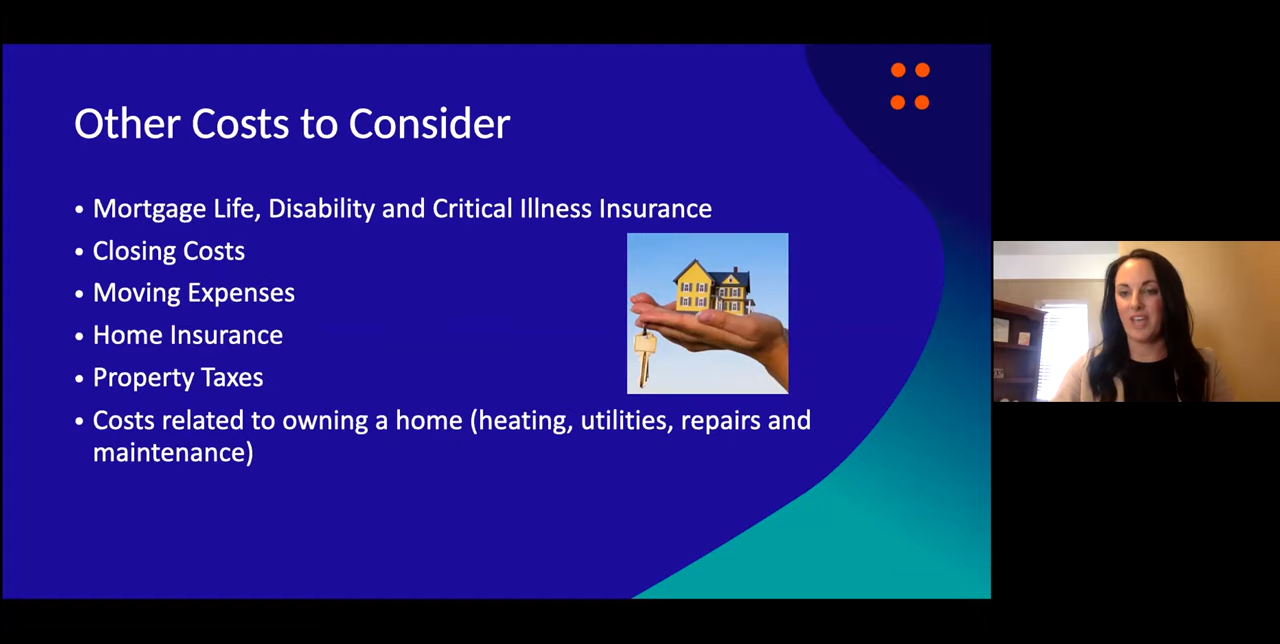 Other Costs to Consider
• Mortgage Life, Disability and Critical Illness Insurance
• Closing Costs
• Moving Expenses
• Home Insurance
• Property Taxes
• Costs related to owning a home (heating, utilities, repairs and
maintenance)